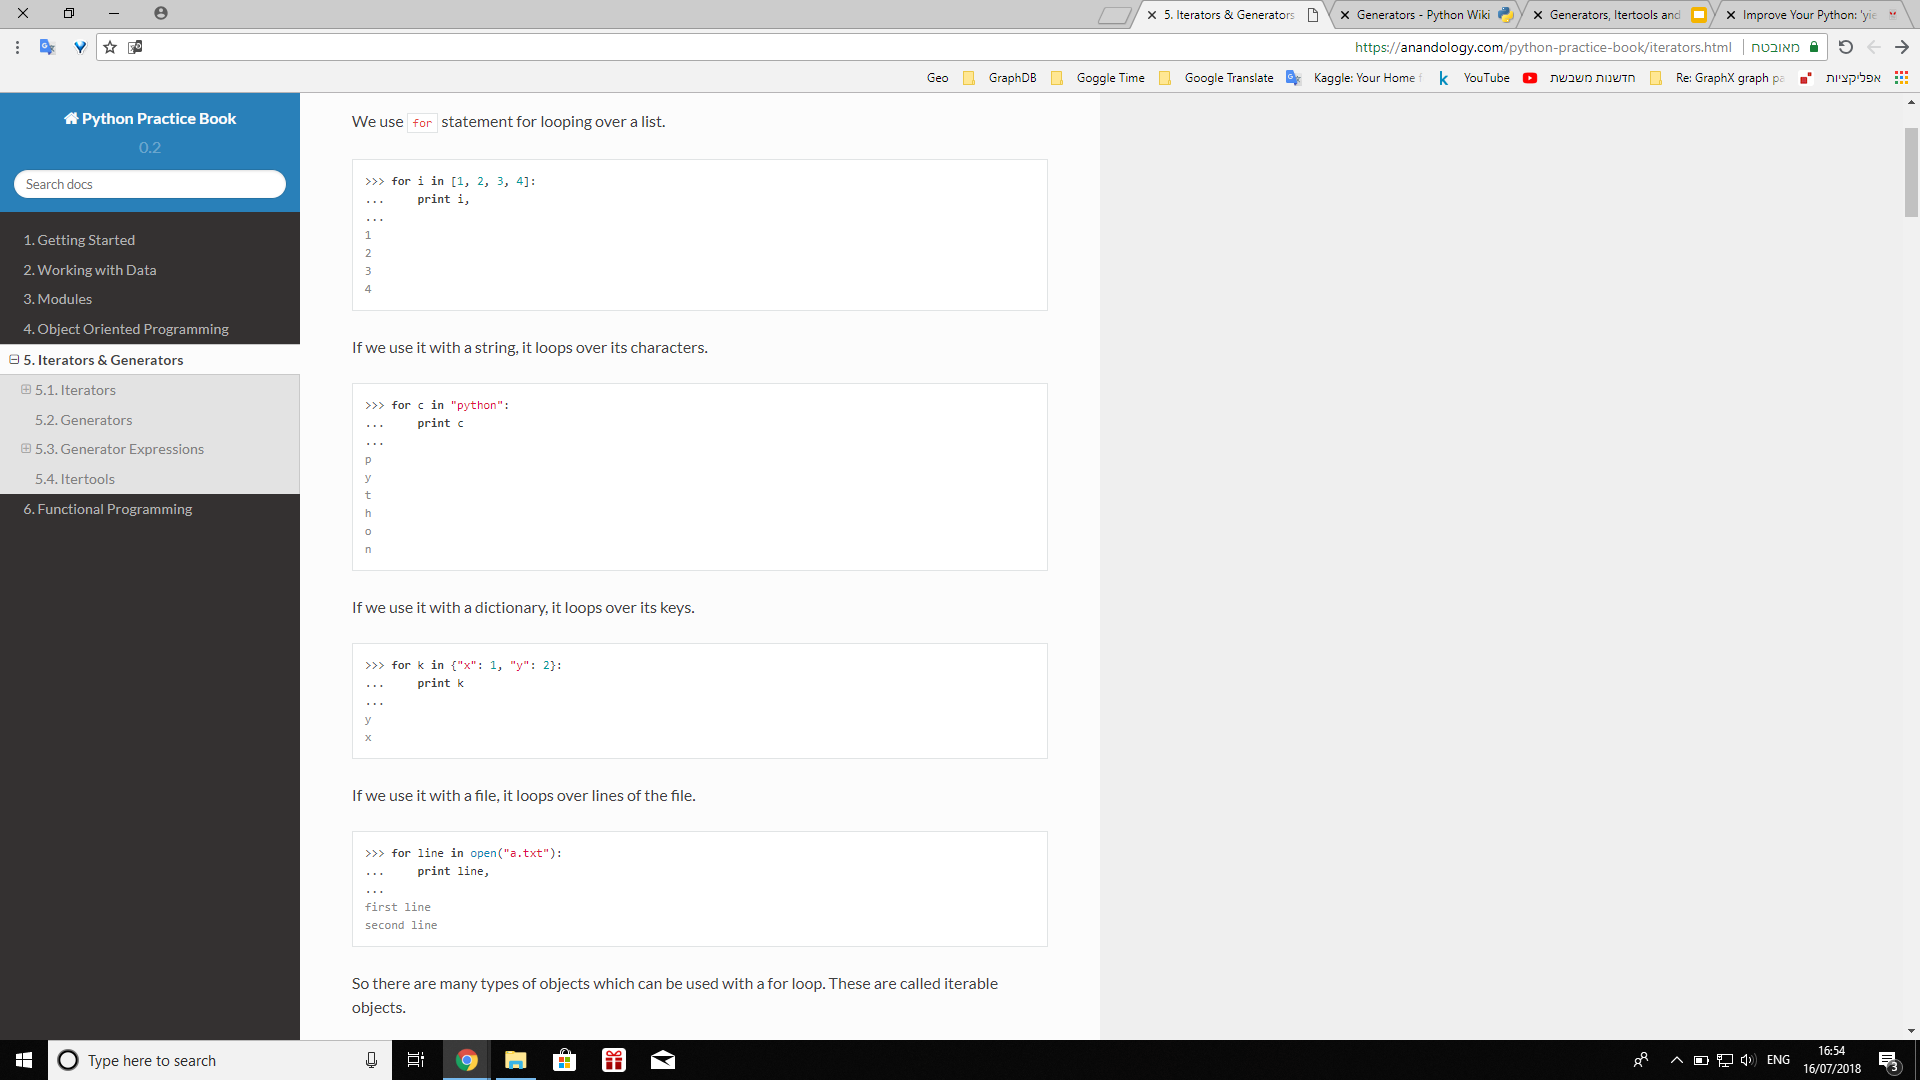 5. Iterators & Generators
Generators - Python Wiki
Generators, Itertools and
Improve Your Python: 'yie
https://anandology.com/python-practice-book/iterators.html
מאובטח
Geo
GraphDB
Goggle Time
Google Translate
Kaggle: Your Home f
YouTube
חדשנות משבשת
Re: GraphX graph pa
אפליקציות
Python Practice Book
0.2
Search docs
1. Getting Started
2. Working with Data
3. Modules
4. Object Oriented Programming
5. Iterators & Generators
5.1. Iterators
5.2. Generators
5.3. Generator Expressions
5.4. Itertools
6. Functional Programming
We use for statement for looping over a list.
>>> for i in [1, 2, 3, 4]:
...     print i,
...
1
2
3
4
If we use it with a string, it loops over its characters.
>>> for c in "python":
...     print c
...
p
y
t
h
o
n
If we use it with a dictionary, it loops over its keys.
>>> for k in {"x": 1, "y": 2}:
...     print k
...
y
x
If we use it with a file, it loops over lines of the file.
>>> for line in open("a.txt"):
...     print line,
...
first line
second line
So there are many types of objects which can be used with a for loop. These are called iterable
objects.
Type here to search
ENG
16:54
16/07/2018
3